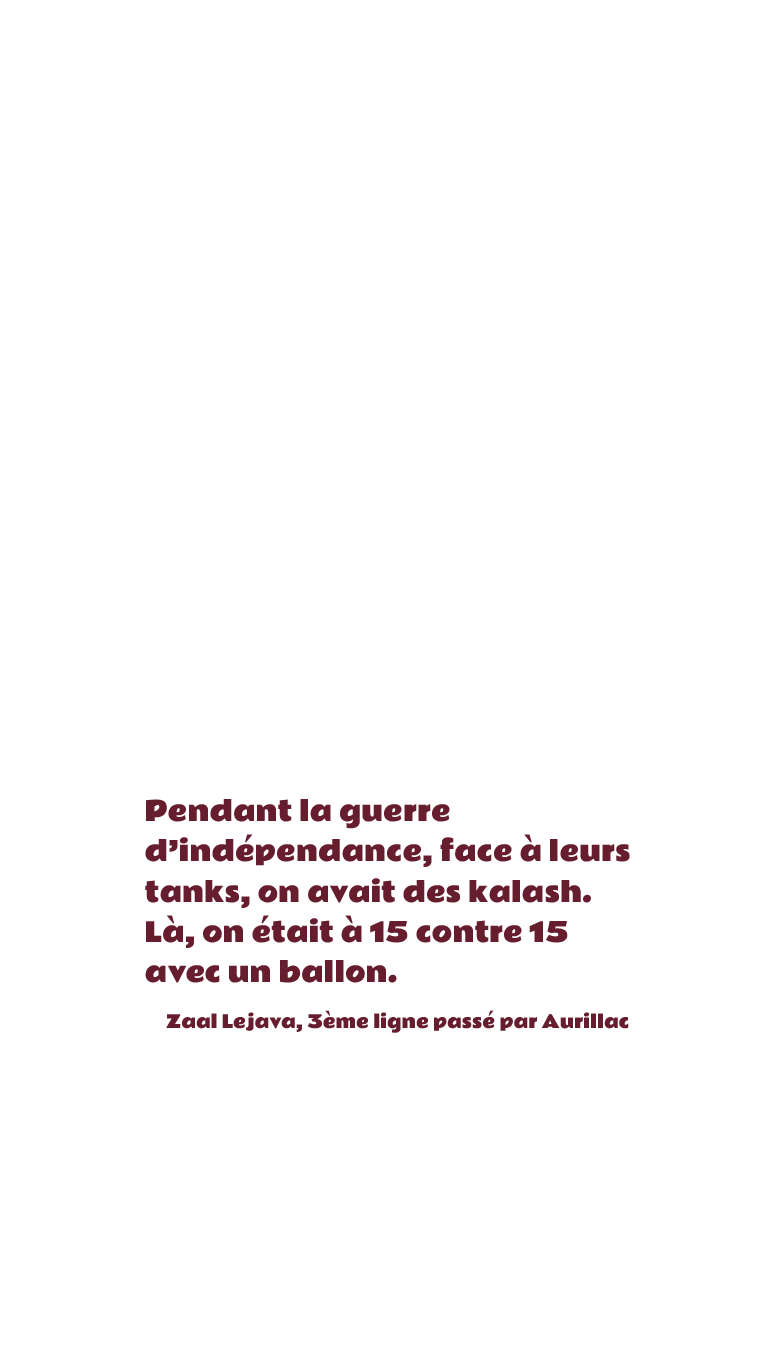 Pendant la guerre
d’indépendance, face à leurs
tanks, on avait des kalash.
Là, on était à 15 contre 15
avec un ballon.
Zaal Lejava, 3ème ligne passé par Aurillac